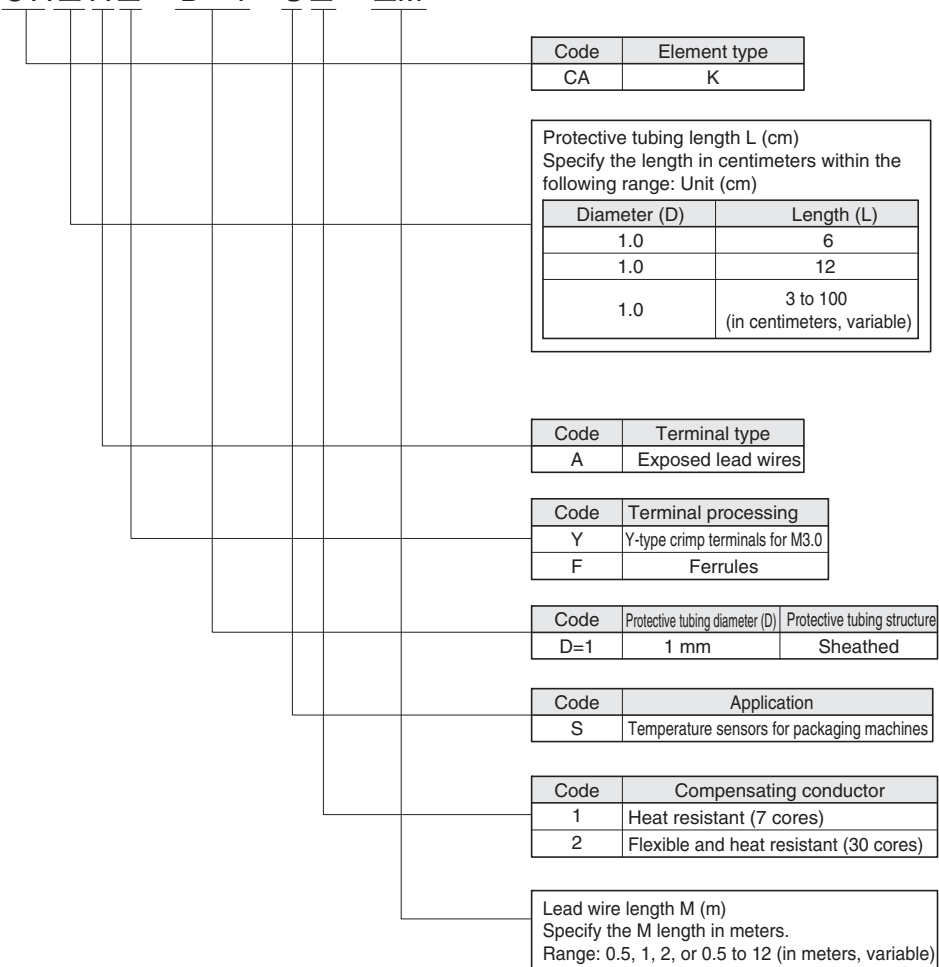 Code Element type
CA K
Protective tubing length L (cm)
Specify the length in centimeters within the
following range: Unit (cm)
Diameter (D) Length (L)
1.0 6
1.0 12
1.0 3 to 100
(in centimeters, variable)
Code Terminal type
A Exposed lead wires
Code Terminal processing
Y Y-type crimp terminals for M3.0
F Ferrules
Code Protective tubing diameter (D) Protective tubing structure
D=1 1 mm Sheathed
Code Application
S Temperature sensors for packaging machines
Code Compensating conductor
1 Heat resistant (7 cores)
2 Flexible and heat resistant (30 cores)
Lead wire length M (m)
Specify the M length in meters.
Range: 0.5, 1, 2, or 0.5 to 12 (in meters, variable)